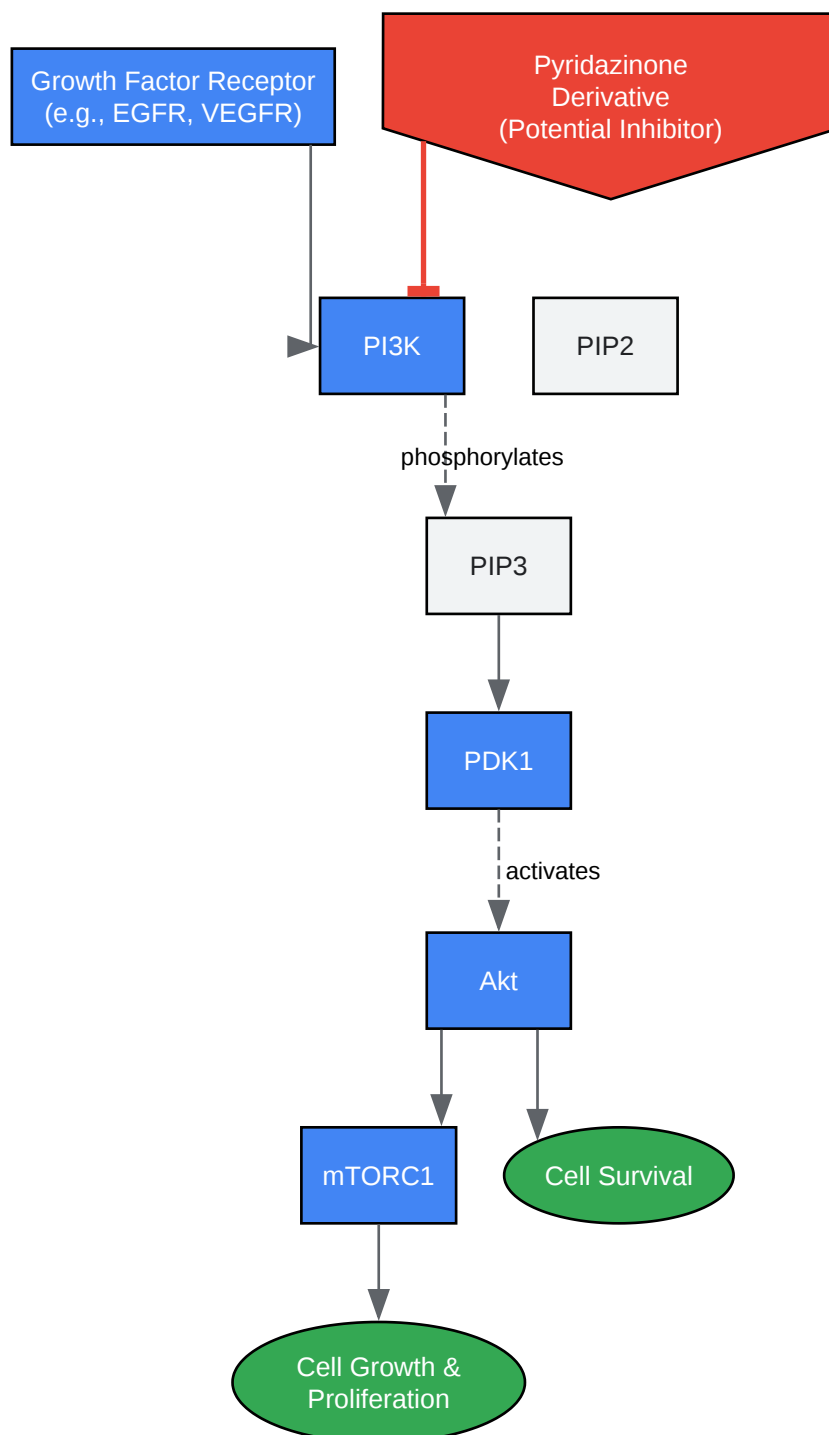 Growth Factor Receptor
(e.g., EGFR, VEGFR)
Pyridazinone
Derivative
(Potential Inhibitor)
PI3K
PIP2
phosphorylates
PIP3
PDK1
activates
Akt
mTORC1
Cell Survival
Cell Growth &
Proliferation